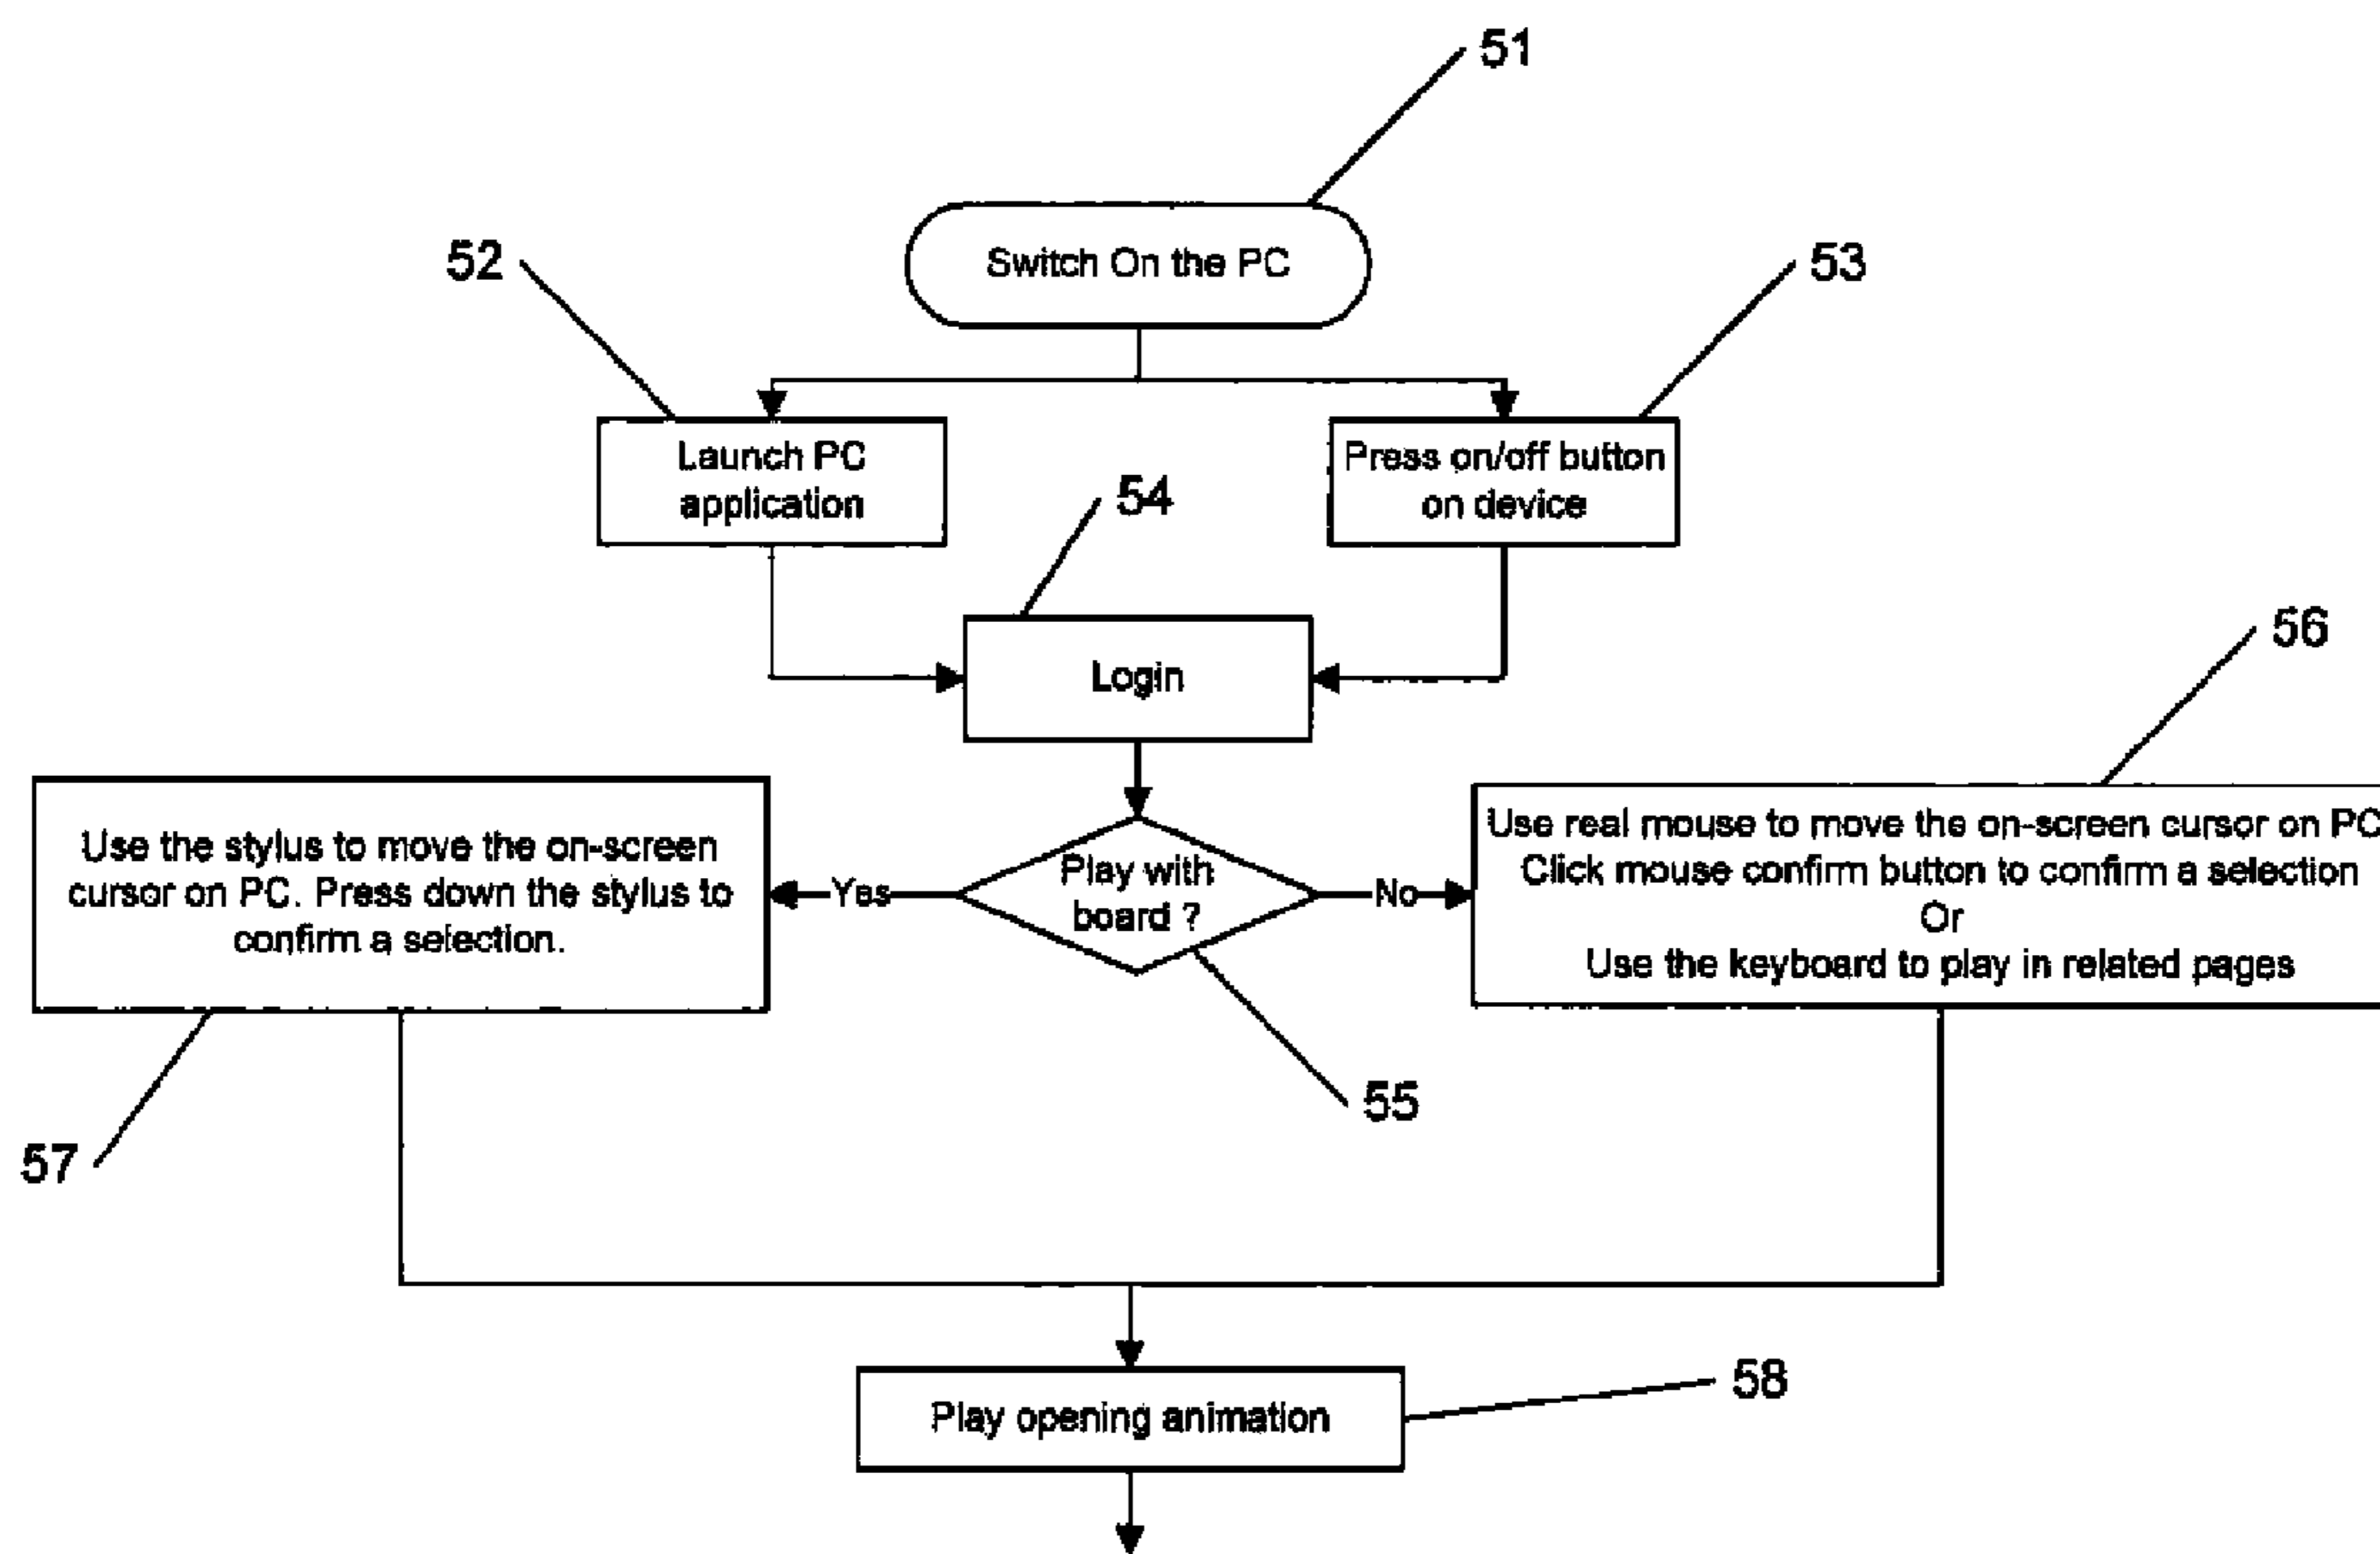 51
Switch On the PC
52
53
Launch PC
application
Press on/off button
on device
54
Login
56
Use the stylus to move the on-screen
cursor on PC. Press down the stylus to
confirm a selection.
Yes
Play with
board ?
No
Use real mouse to move the on-screen cursor on PC
Click mouse confirm button to confirm a selection
Or
Use the keyboard to play in related pages
55
57
58
Play opening animation